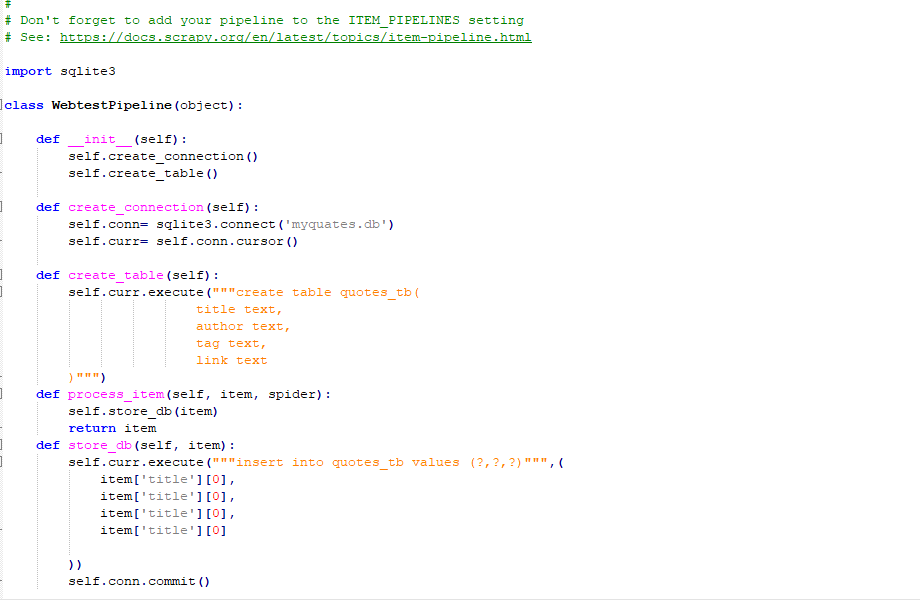 #
# Don't forget to add your pipeline to the ITEM_PIPELINES setting
# See: https://docs.scrapy.org/en/latest/topics/item-pipeline.html

import sqlite3

class WebtestPipeline(object):

    def __init__(self):
        self.create_connection()
        self.create_table()

    def create_connection(self):
        self.conn= sqlite3.connect('myquates.db')
        self.curr= self.conn.cursor()

    def create_table(self):
        self.curr.execute("""create table quotes_tb(
                        title text,
                        author text,
                        tag text,
                        link text
        )""")
    def process_item(self, item, spider):
        self.store_db(item)
        return item
    def store_db(self, item):
        self.curr.execute("""insert into quotes_tb values (?,?,?)""",(
            item['title'][0],
            item['title'][0],
            item['title'][0],
            item['title'][0]

        ))
        self.conn.commit()